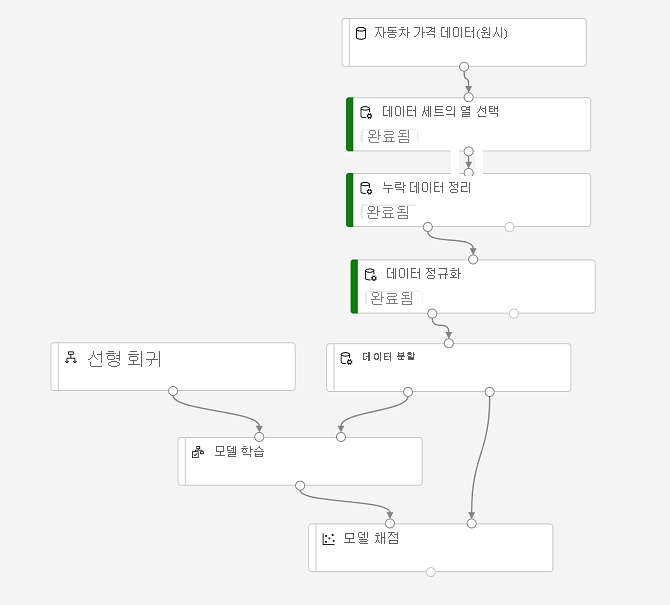 자동차 가격 데이터(원시)
데이터 세트의 열 선택
완료됨
누락 데이터 정리
완료됨
데이터 정규화
완료됨
선형 회귀
데이터 분할
모델 학습
모델 채점